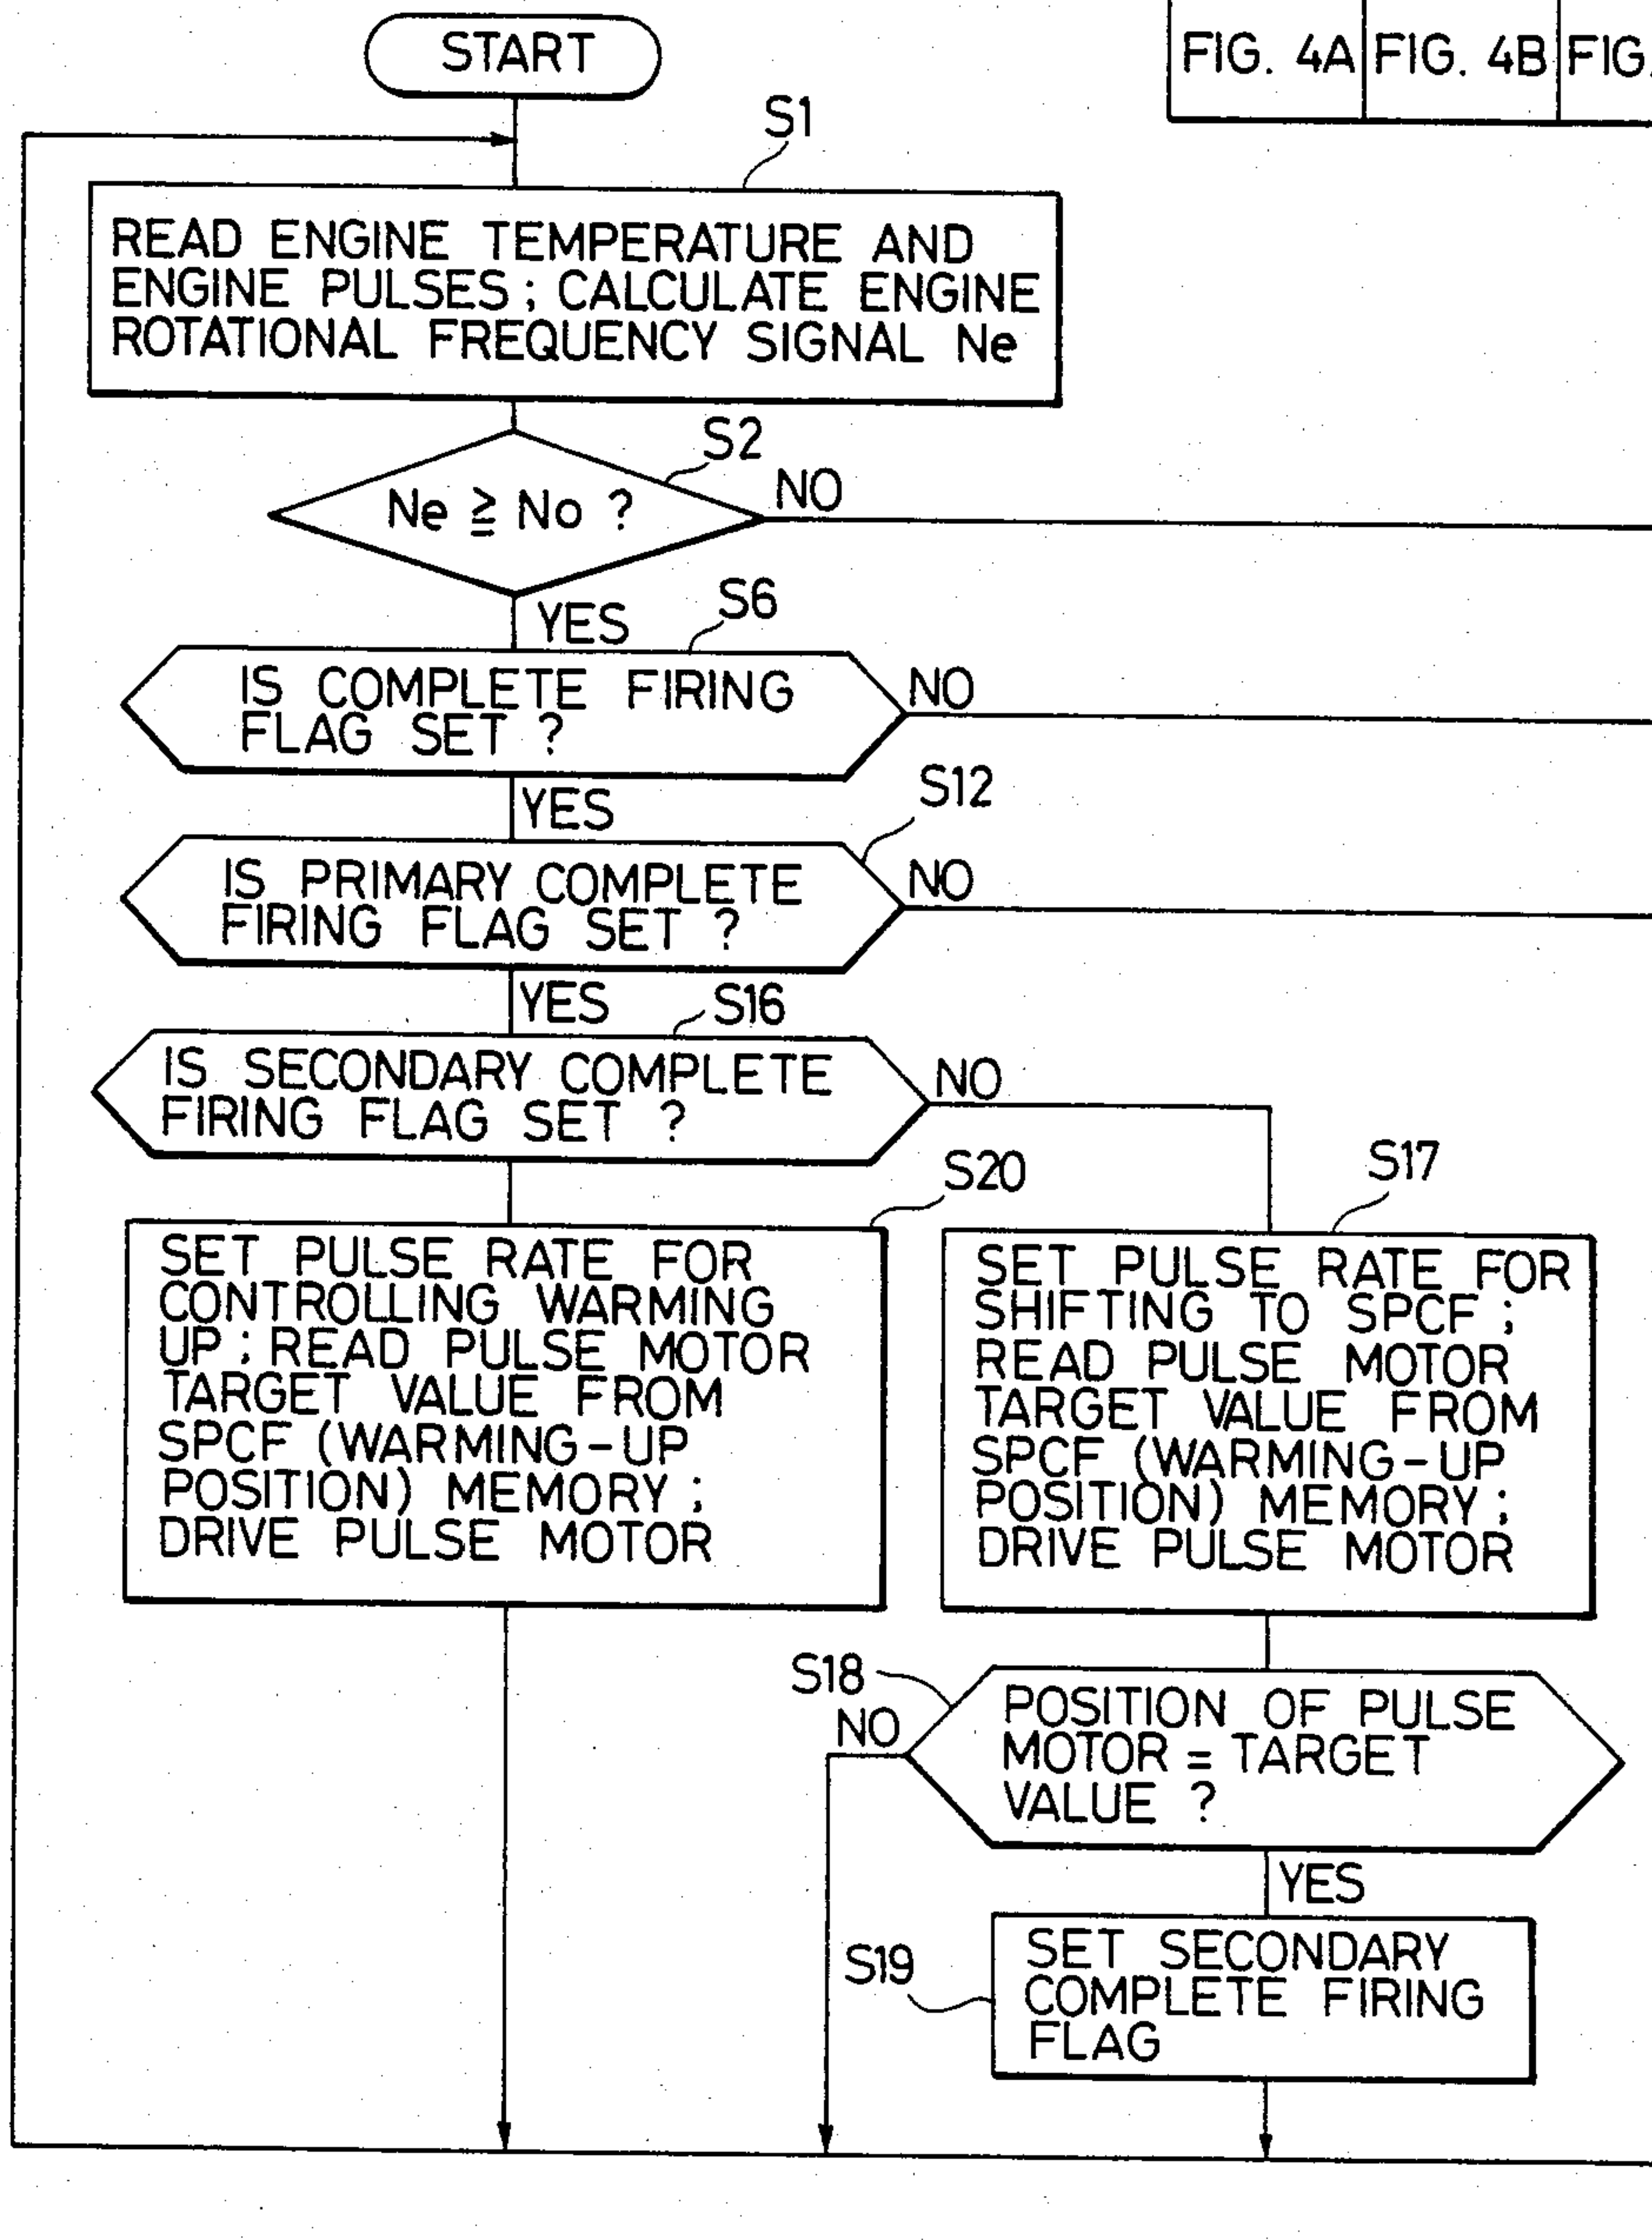 START
FIG. 4A FIG. 4B FIG.
S1
READ ENGINE TEMPERATURE AND
ENGINE PULSES ; CALCULATE ENGINE
ROTATIONAL FREQUENCY SIGNAL Ne
S2
Ne ≧ No ?
NO
YES
S6
IS COMPLETE FIRING
FLAG SET ?
NO
YES
S12
IS PRIMARY COMPLETE
FIRING FLAG SET ?
NO
YES
S16
IS SECONDARY COMPLETE
FIRING FLAG SET ?
NO
S20
SET PULSE RATE FOR
CONTROLLING WARMING
UP ; READ PULSE MOTOR
TARGET VALUE FROM
SPCF (WARMING-UP
POSITION) MEMORY ;
DRIVE PULSE MOTOR
S17
SET PULSE RATE FOR
SHIFTING TO SPCF ;
READ PULSE MOTOR
TARGET VALUE FROM
SPCF (WARMING-UP
POSITION) MEMORY ;
DRIVE PULSE MOTOR
S18
NO
POSITION OF PULSE
MOTOR = TARGET
VALUE ?
YES
S19
SET SECONDARY
COMPLETE FIRING
FLAG